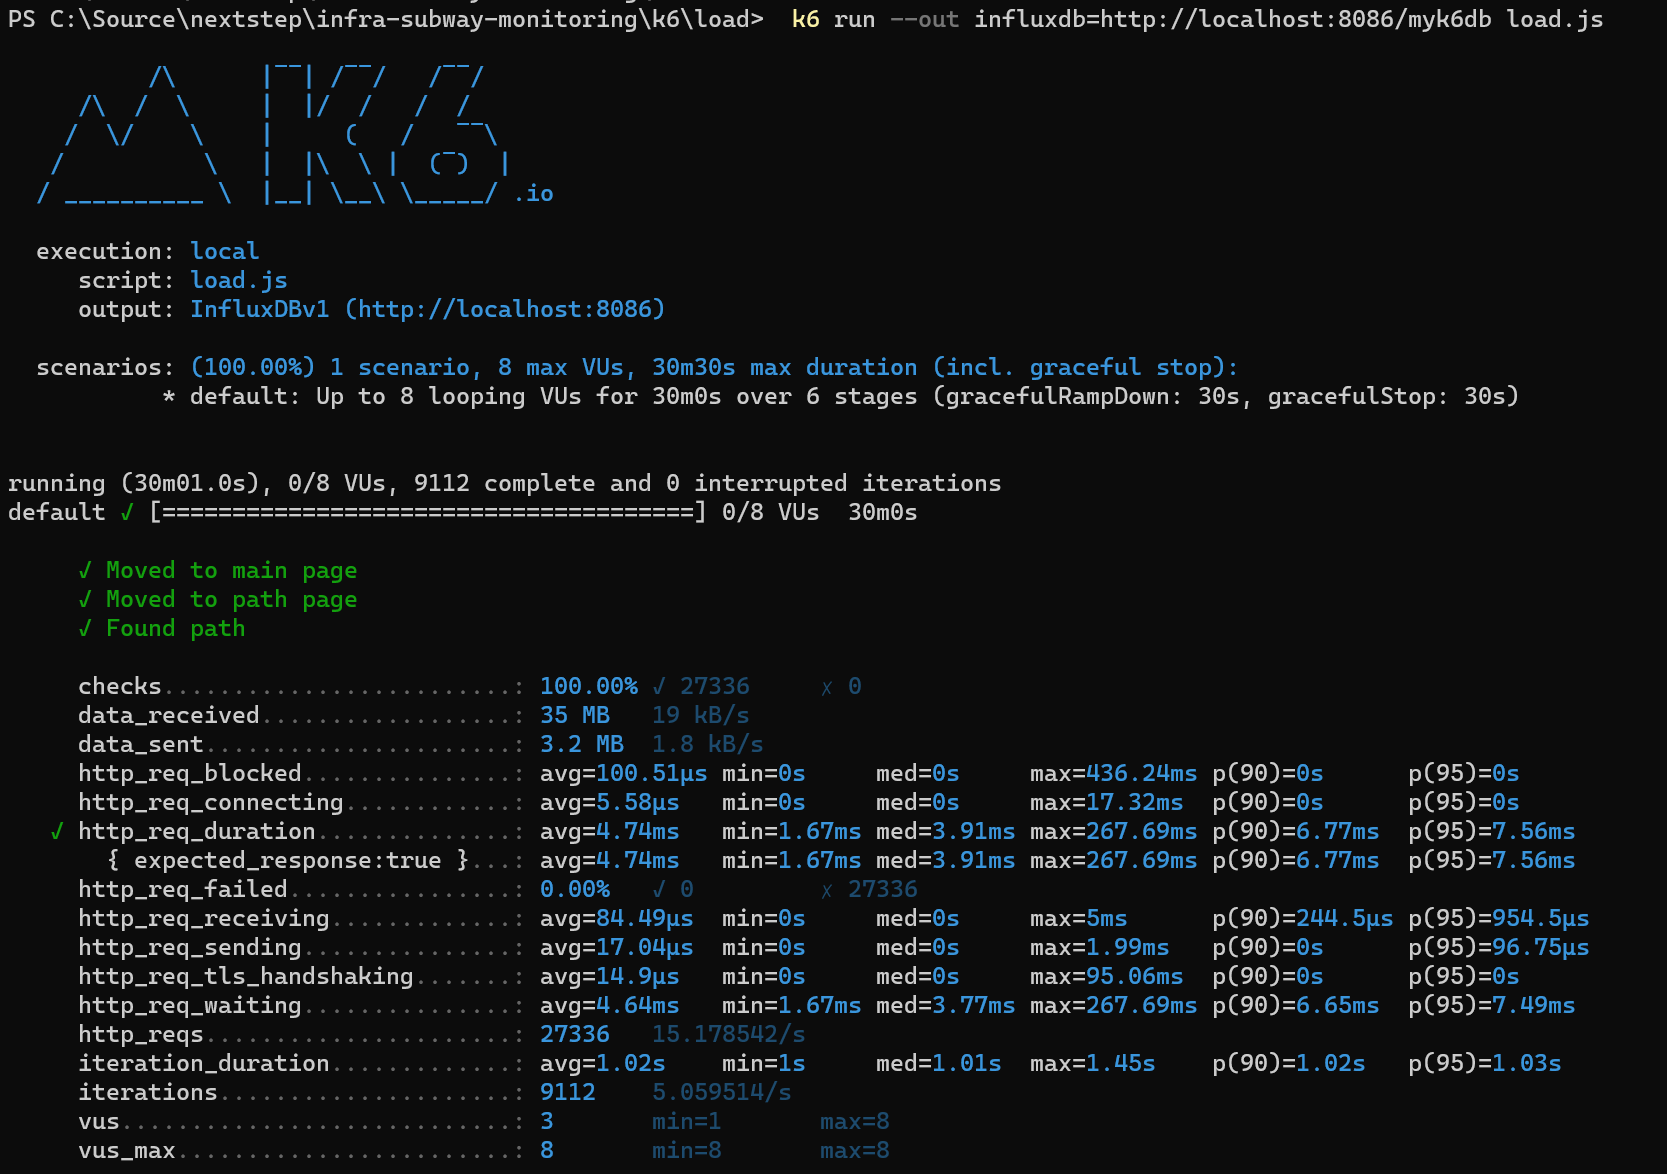 PS C:\Source\nextstep\infra-subway-monitoring\k6\load>  k6 run --out influxdb=http://localhost:8086/myk6db load.js
.io
execution: local
script: load.js
output: InfluxDBv1 (http://localhost:8086)
scenarios: (100.00%) 1 scenario, 8 max VUs, 30m30s max duration (incl. graceful stop):
* default: Up to 8 looping VUs for 30m0s over 6 stages (gracefulRampDown: 30s, gracefulStop: 30s)
running (30m01.0s), 0/8 VUs, 9112 complete and 0 interrupted iterations
default ✓ [======================================] 0/8 VUs  30m0s
✓ Moved to main page
✓ Moved to path page
✓ Found path
checks.........................: 100.00% ✓ 27336     ✗ 0
data_received..................: 35 MB   19 kB/s
data_sent......................: 3.2 MB  1.8 kB/s
http_req_blocked...............: avg=100.51µs min=0s     med=0s     max=436.24ms p(90)=0s      p(95)=0s
http_req_connecting............: avg=5.58µs   min=0s     med=0s     max=17.32ms  p(90)=0s      p(95)=0s
✓ http_req_duration..............: avg=4.74ms   min=1.67ms med=3.91ms max=267.69ms p(90)=6.77ms  p(95)=7.56ms
{ expected_response:true }...: avg=4.74ms   min=1.67ms med=3.91ms max=267.69ms p(90)=6.77ms  p(95)=7.56ms
http_req_failed................: 0.00%   ✓ 0         ✗ 27336
http_req_receiving.............: avg=84.49µs  min=0s     med=0s     max=5ms      p(90)=244.5µs p(95)=954.5µs
http_req_sending...............: avg=17.04µs  min=0s     med=0s     max=1.99ms   p(90)=0s      p(95)=96.75µs
http_req_tls_handshaking.......: avg=14.9µs   min=0s     med=0s     max=95.06ms  p(90)=0s      p(95)=0s
http_req_waiting...............: avg=4.64ms   min=1.67ms med=3.77ms max=267.69ms p(90)=6.65ms  p(95)=7.49ms
http_reqs......................: 27336   15.178542/s
iteration_duration.............: avg=1.02s    min=1s     med=1.01s  max=1.45s    p(90)=1.02s   p(95)=1.03s
iterations.....................: 9112    5.059514/s
vus............................: 3       min=1       max=8
vus_max........................: 8       min=8       max=8